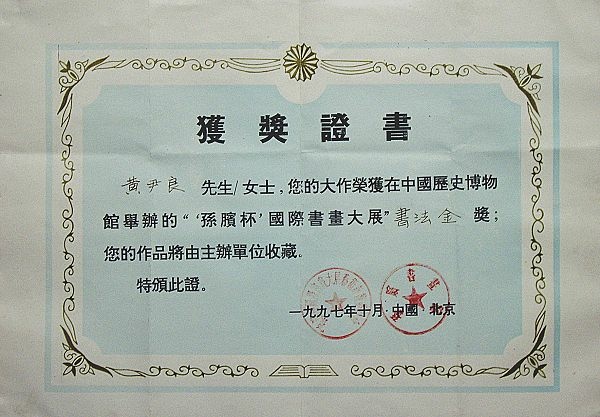 獲獎證書
黃尹良 先生/女士，您的大作榮獲在中國歷史博物
館舉辦的“‘孫臏杯’國際書畫大展”書法金獎；
您的作品將由主辦單位收藏。
特頒此證。
一九九七年十月·中國·北京